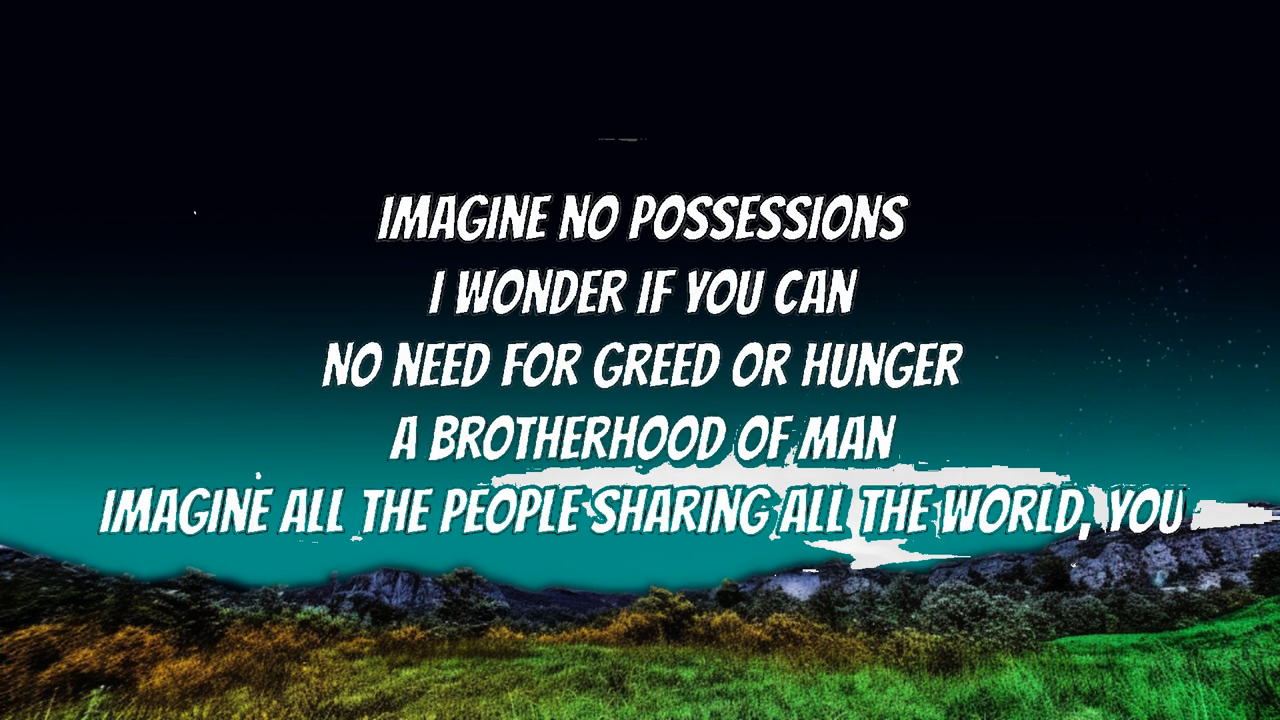 IMAGINE NO POSSESSIONS
I WONDER IF YOU CAN
NO NEED FOR GREED OR HUNGER
A BROTHERHOOD OF MAN
IMAGINE ALL THE PEOPLE SHARING ALL THE WORLD, YOU